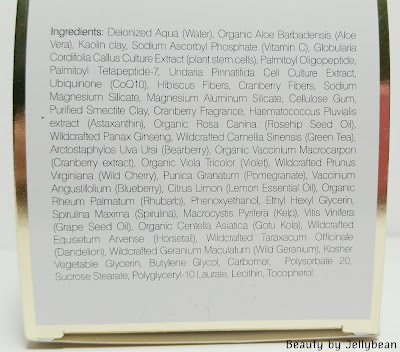 Ingredients: Deionized Aqua (Water), Organic Aloe Barbadensis (Aloe
Vera), Kaolin clay, Sodium Ascorbyl Phosphate (Vitamin C), Globularia
Cordifolia Callus Culture Extract (plant stem cells), Palmitoyl Oligopeptide,
Palmitoyl Tetapeptide-7, Undaria Pinnatifida Cell Culture Extract,
Ubiquinone (CoQ10), Hibiscus Fibers, Cranberry Fibers, Sodium
Magnesium Silicate, Magnesium Aluminum Silicate, Cellulose Gum,
Purified Smectite Clay, Cranberry Fragrance, Haematococcus Pluvialis
extract (Astaxanthin), Organic Rosa Canina (Rosehip Seed Oil),
Wildcrafted Panax Ginseng, Wildcrafted Camellia Sinensis (Green Tea),
Arctostaphylos Uva Ursi (Bearberry), Organic Vaccinium Macrocarpon
(Cranberry extract), Organic Viola Tricolor (Violet), Wildcrafted Prunus
Virginiana (Wild Cherry), Punica Granatum (Pomegranate), Vaccinium
Angustifolium (Blueberry), Citrus Limon (Lemon Essential Oil), Organic
Rheum Palmatum (Rhubarb), Phenoxyethanol, Ethyl Hexyl Glycerin,
Spirulina Maxima (Spirulina), Macrocystis Pyrifera (Kelp), Vitis Vinifera
(Grape Seed Oil), Organic Centella Asiatica (Gotu Kola), Wildcrafted
Equisetum Arvense (Horsetail), Wildcrafted Taraxacum Officinale
(Dandelion), Wildcrafted Geranium Maculatum (Wild Geranium), Kosher
Vegetable Glycerin, Butylene Glycol, Carbomer, Polysorbate 20,
Sucrose Stearate, Polyglyceryl-10 Laurate, Lecithin, Tocopherol.
Beauty by Jellybean